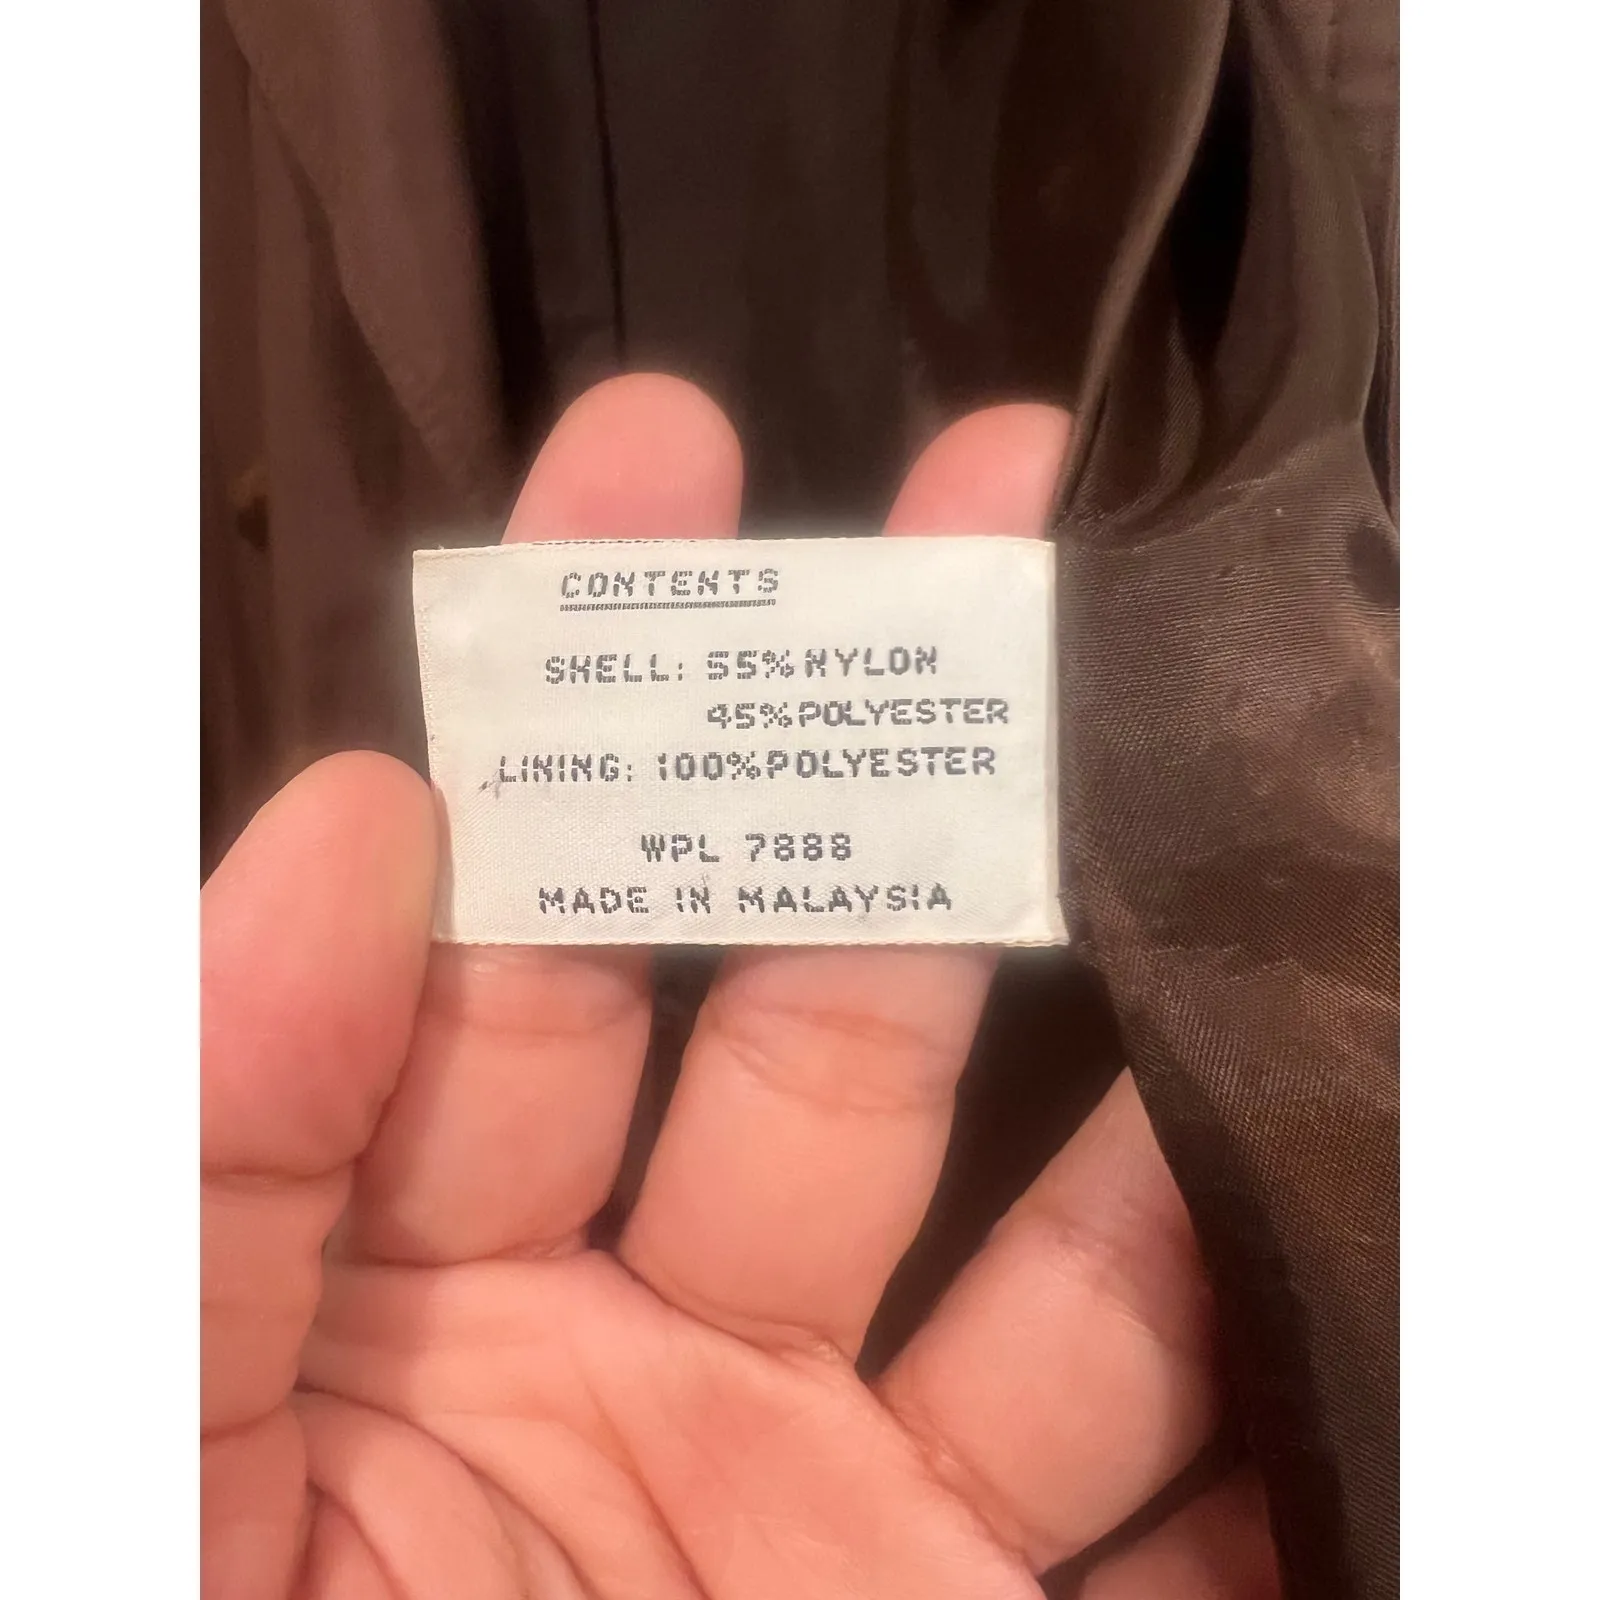 CONTENTS
SHELL: 55% NYLON
45% POLYESTER
LINING: 100% POLYESTER
WPL 7888
MADE IN MALAYSIA